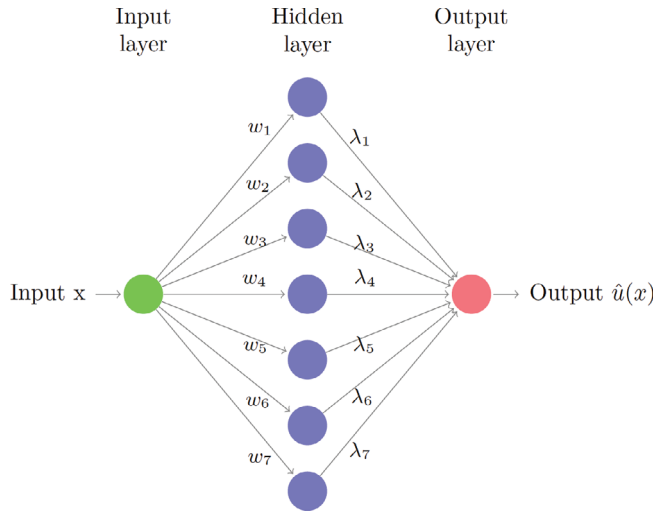 Input layer
Hidden layer
Output layer
w₁
λ₁
w₂
λ₂
w₃
λ₃
Input x
w₄
λ₄
Output û(x)
w₅
λ₅
w₆
λ₆
w₇
λ₇